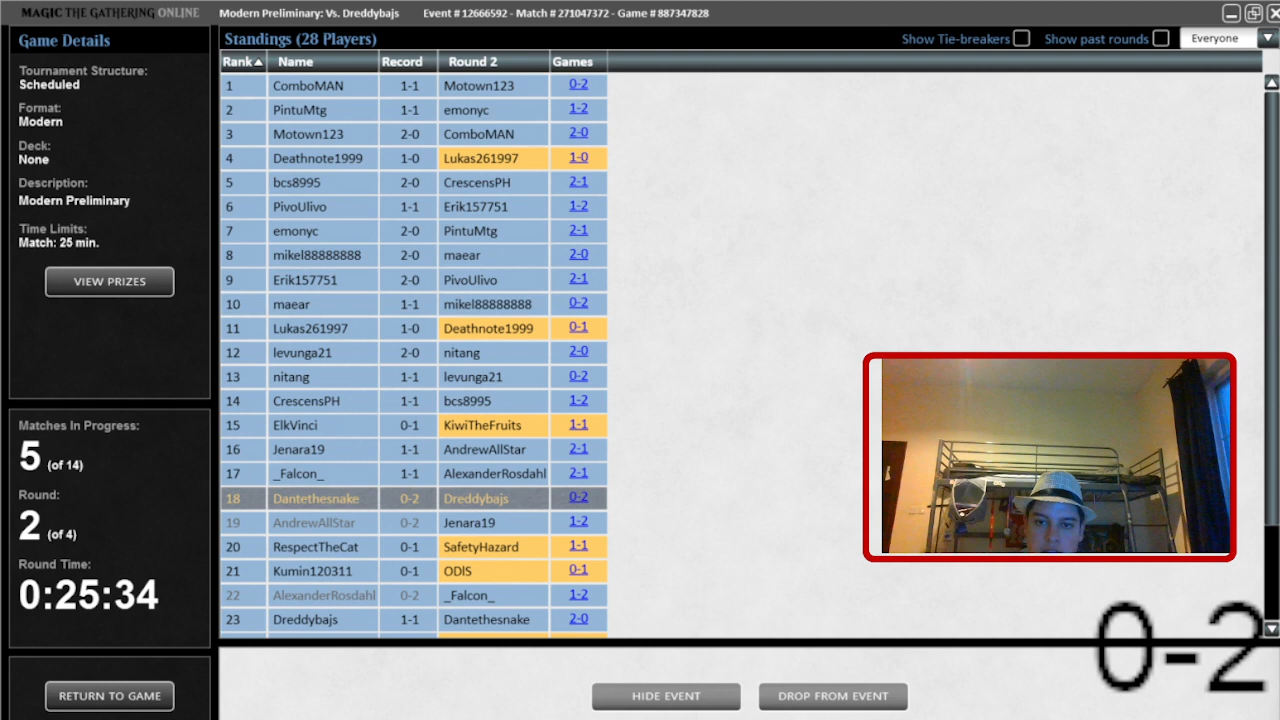 MAGIC THE GATHERING ONLINE
Modern Preliminary: Vs. Dreddybajs Event # 12666592 - Match # 271047372 - Game # 887347828
Game Details
Tournament Structure:
Scheduled
Format:
Modern
Deck:
None
Description:
Modern Preliminary
Time Limits:
Match: 25 min.
VIEW PRIZES
Matches In Progress:
5 (of 14)
Round:
2 (of 4)
Round Time:
0:25:34
RETURN TO GAME
Standings (28 Players) Show Tie-breakers Show past rounds Everyone
Rank Name Record Round 2 Games
1 ComboMAN 1-1 Motown123 0-2
2 PintuMtg 1-1 emonyc 1-2
3 Motown123 2-0 ComboMAN 2-0
4 Deathnote1999 1-0 Lukas261997 1-0
5 bcs8995 2-0 CrescensPH 2-1
6 PivoUlivo 1-1 Erik157751 1-2
7 emonyc 2-0 PintuMtg 2-1
8 mikel88888888 2-0 maear 2-0
9 Erik157751 2-0 PivoUlivo 2-1
10 maear 1-1 mikel88888888 0-2
11 Lukas261997 1-0 Deathnote1999 0-1
12 levunga21 2-0 nitang 2-0
13 nitang 1-1 levunga21 0-2
14 CrescensPH 1-1 bcs8995 1-2
15 ElkVinci 0-1 KiwiTheFruits 1-1
16 Jenara19 1-1 AndrewAllStar 2-1
17 _Falcon_ 1-1 AlexanderRosdahl 2-1
18 Dantethesnake 0-2 Dreddybajs 0-2
19 AndrewAllStar 0-2 Jenara19 1-2
20 RespectTheCat 0-1 SafetyHazard 1-1
21 Kumin120311 0-1 ODlS 0-1
22 AlexanderRosdahl 0-2 _Falcon_ 1-2
23 Dreddybajs 1-1 Dantethesnake 2-0
0-2
HIDE EVENT DROP FROM EVENT